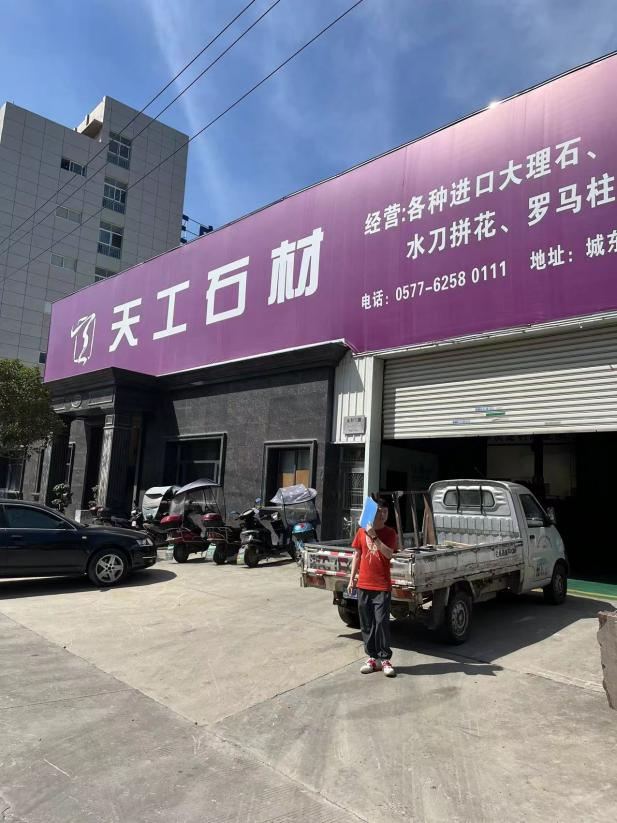 天工石材
经营:各种进口大理石、
水刀拼花、罗马柱
电话: 0577-6258 0111 地址: 城东